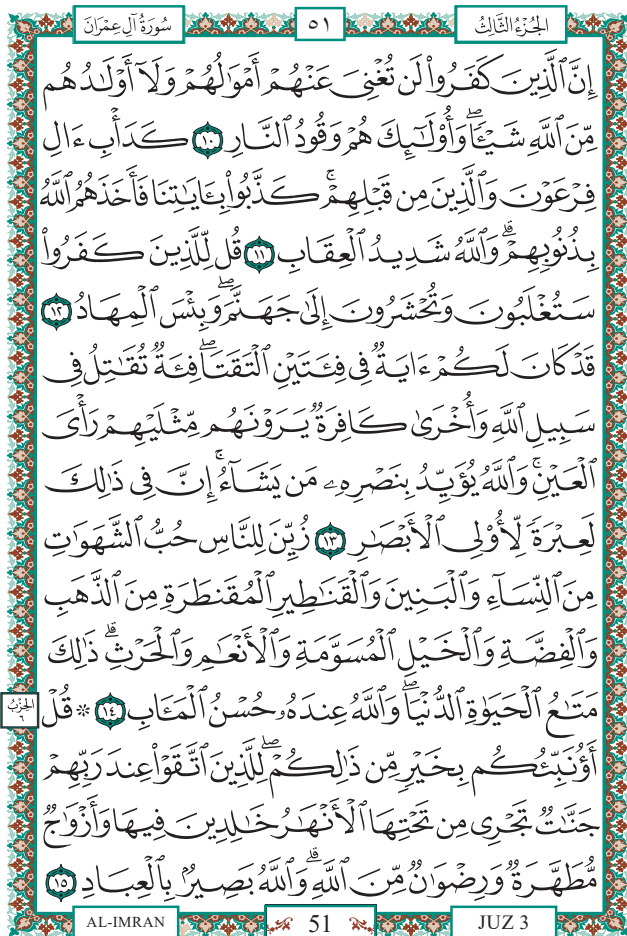 سُورَةُ آلِ عِمْرَانَ ٥١ الجُزْءُ الثَّالِثُ
إِنَّ ٱلَّذِينَ كَفَرُوا۟ لَن تُغْنِىَ عَنْهُمْ أَمْوَٰلُهُمْ وَلَآ أَوْلَـٰدُهُم
مِّنَ ٱللَّهِ شَيْـًٔا ۖ وَأُو۟لَـٰٓئِكَ هُمْ وَقُودُ ٱلنَّارِ ١٠ كَدَأْبِ ءَالِ
فِرْعَوْنَ وَٱلَّذِينَ مِن قَبْلِهِمْ ۚ كَذَّبُوا۟ بِـَٔايَـٰتِنَا فَأَخَذَهُمُ ٱللَّهُ
بِذُنُوبِهِمْ ۗ وَٱللَّهُ شَدِيدُ ٱلْعِقَابِ ١١ قُل لِّلَّذِينَ كَفَرُوا۟
سَتُغْلَبُونَ وَتُحْشَرُونَ إِلَىٰ جَهَنَّمَ ۖ وَبِئْسَ ٱلْمِهَادُ ١٢
قَدْ كَانَ لَكُمْ ءَايَةٌ فِى فِئَتَيْنِ ٱلْتَقَتَا ۖ فِئَةٌ تُقَـٰتِلُ فِى
سَبِيلِ ٱللَّهِ وَأُخْرَىٰ كَافِرَةٌ يَرَوْنَهُم مِّثْلَيْهِمْ رَأْىَ
ٱلْعَيْنِ ۚ وَٱللَّهُ يُؤَيِّدُ بِنَصْرِهِۦ مَن يَشَآءُ ۗ إِنَّ فِى ذَٰلِكَ
لَعِبْرَةً لِّأُو۟لِى ٱلْأَبْصَـٰرِ ١٣ زُيِّنَ لِلنَّاسِ حُبُّ ٱلشَّهَوَٰتِ
مِنَ ٱلنِّسَآءِ وَٱلْبَنِينَ وَٱلْقَنَـٰطِيرِ ٱلْمُقَنطَرَةِ مِنَ ٱلذَّهَبِ
وَٱلْفِضَّةِ وَٱلْخَيْلِ ٱلْمُسَوَّمَةِ وَٱلْأَنْعَـٰمِ وَٱلْحَرْثِ ۗ ذَٰلِكَ
مَتَـٰعُ ٱلْحَيَوٰةِ ٱلدُّنْيَا ۖ وَٱللَّهُ عِندَهُۥ حُسْنُ ٱلْمَـَٔابِ ١٤ ۞ قُلْ
الحِزْبُ
٦
أَؤُنَبِّئُكُم بِخَيْرٍ مِّن ذَٰلِكُمْ ۖ لِلَّذِينَ ٱتَّقَوْا۟ عِندَ رَبِّهِمْ
جَنَّـٰتٌ تَجْرِى مِن تَحْتِهَا ٱلْأَنْهَـٰرُ خَـٰلِدِينَ فِيهَا وَأَزْوَٰجٌ
مُّطَهَّرَةٌ وَرِضْوَٰنٌ مِّنَ ٱللَّهِ ۗ وَٱللَّهُ بَصِيرٌۢ بِٱلْعِبَادِ ١٥
AL-IMRAN 51 JUZ 3